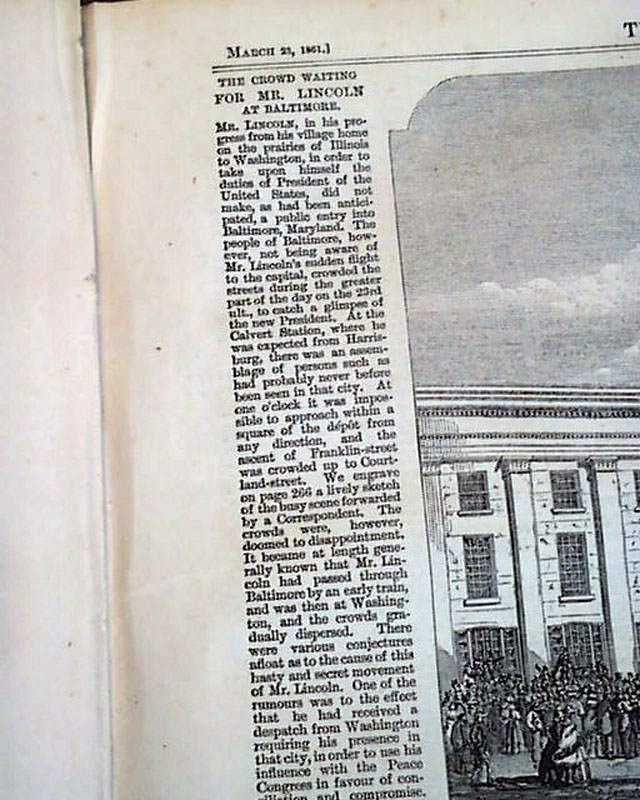 MARCH 23, 1861.]
T
THE CROWD WAITING
FOR MR. LINCOLN
AT BALTIMORE.
MR. LINCOLN, in his pro-
gress from his village home
on the prairies of Illinois
to Washington, in order to
take upon himself the
duties of President of the
United States, did not
make, as had been antici-
pated, a public entry into
Baltimore, Maryland. The
people of Baltimore, how-
ever, not being aware of
Mr. Lincoln's sudden flight
to the capital, crowded the
streets during the greater
part of the day on the 23rd
ult., to catch a glimpse of
the new President. At the
Calvert Station, where he
was expected from Harris-
burg, there was an assem-
blage of persons such as
had probably never before
been seen in that city. At
one o'clock it was impos-
sible to approach within a
square of the dépôt from
any direction, and the
ascent of Franklin-street
was crowded up to Court-
land-street. We engrave
on page 266 a lively sketch
of the busy scene forwarded
by a Correspondent. The
crowds were, however,
doomed to disappointment.
It became at length gene-
rally known that Mr. Lin-
coln had passed through
Baltimore by an early train,
and was then at Washing-
ton, and the crowds gra-
dually dispersed. There
were various conjectures
afloat as to the cause of this
hasty and secret movement
of Mr. Lincoln. One of the
rumours was to the effect
that he had received a
despatch from Washington
requiring his presence in
that city, in order to use his
influence with the Peace
Congress in favour of con-
ciliation and compromise.